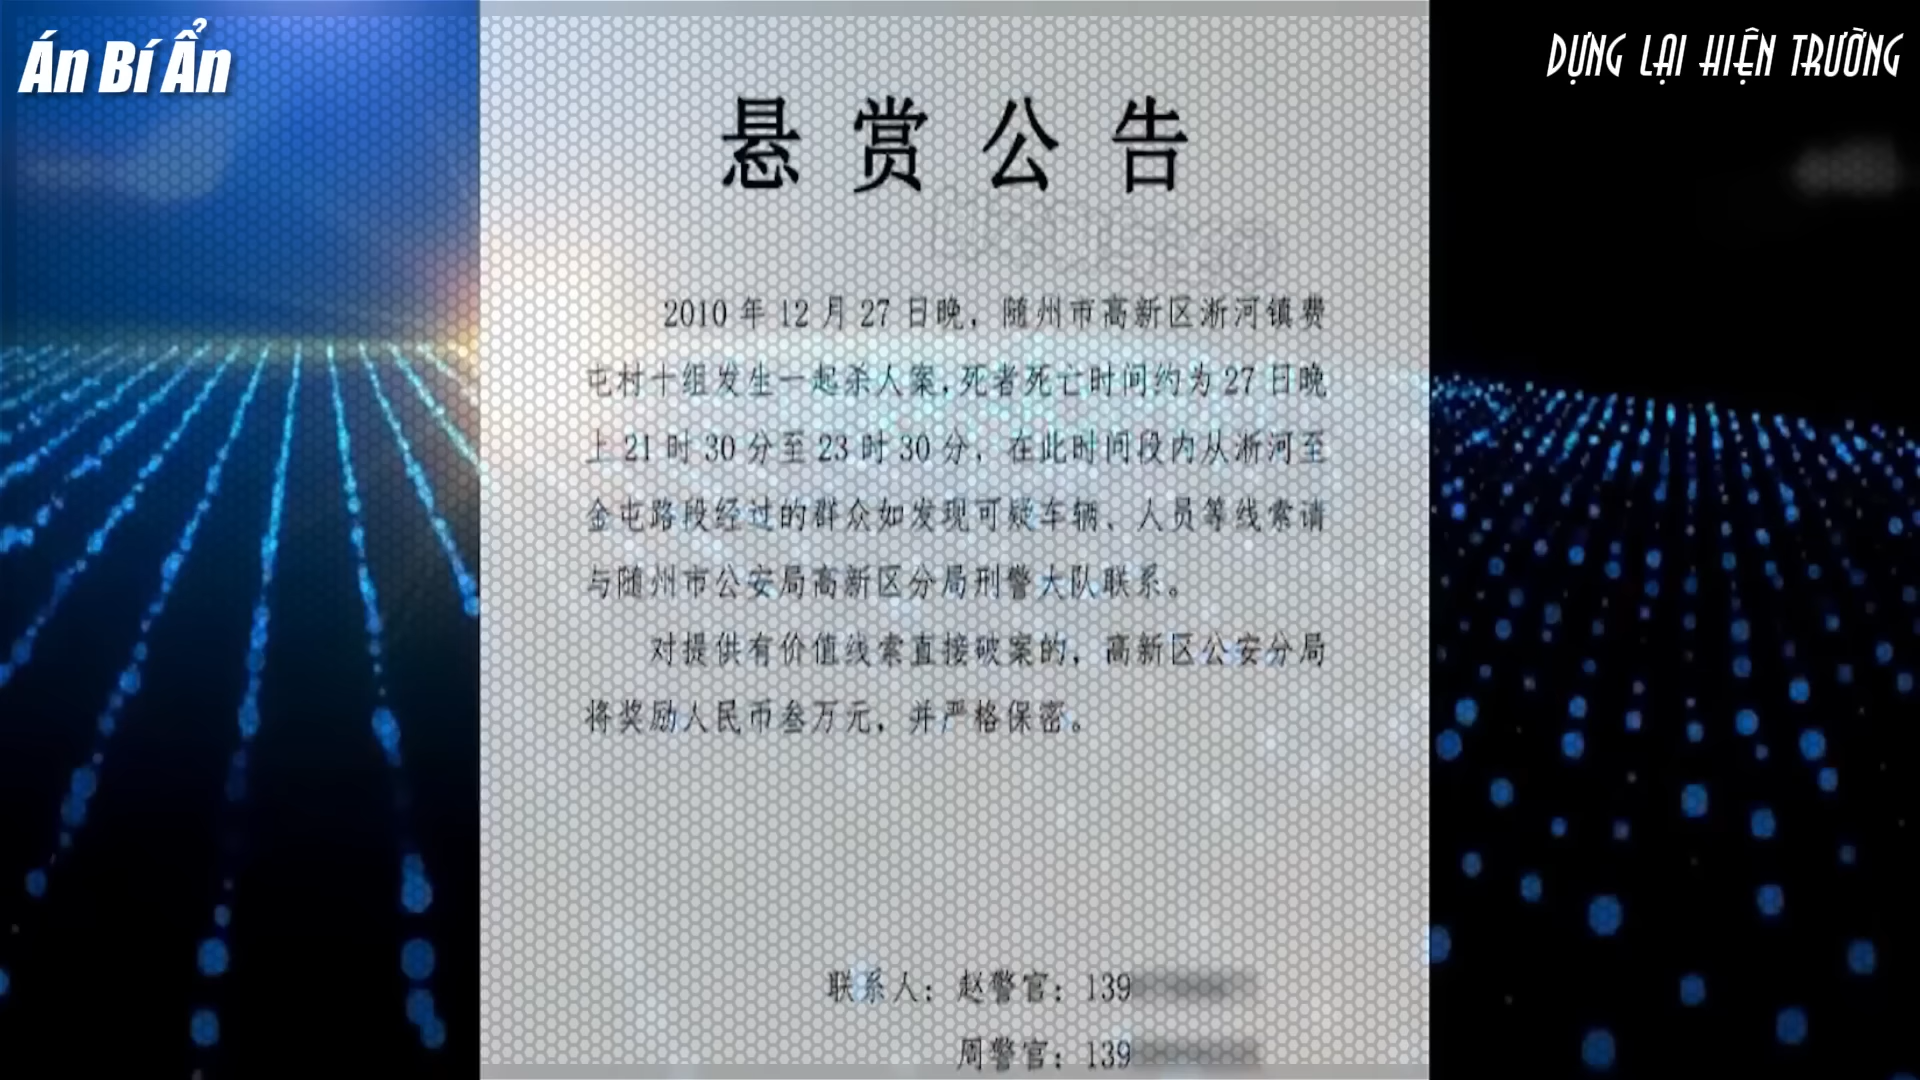 Án Bí Ẩn
DỰNG LẠI HIỆN TRƯỜNG
悬赏公告
2010年12月27日晚，随州市高新区淅河镇费
屯村十组发生一起杀人案，死者死亡时间约为27日晚
上21时30分至23时30分，在此时间段内从淅河至
金屯路段经过的群众如发现可疑车辆、人员等线索请
与随州市公安局高新区分局刑警大队联系。
对提供有价值线索直接破案的，高新区公安分局
将奖励人民币叁万元，并严格保密。
联系人：赵警官：139
周警官：139